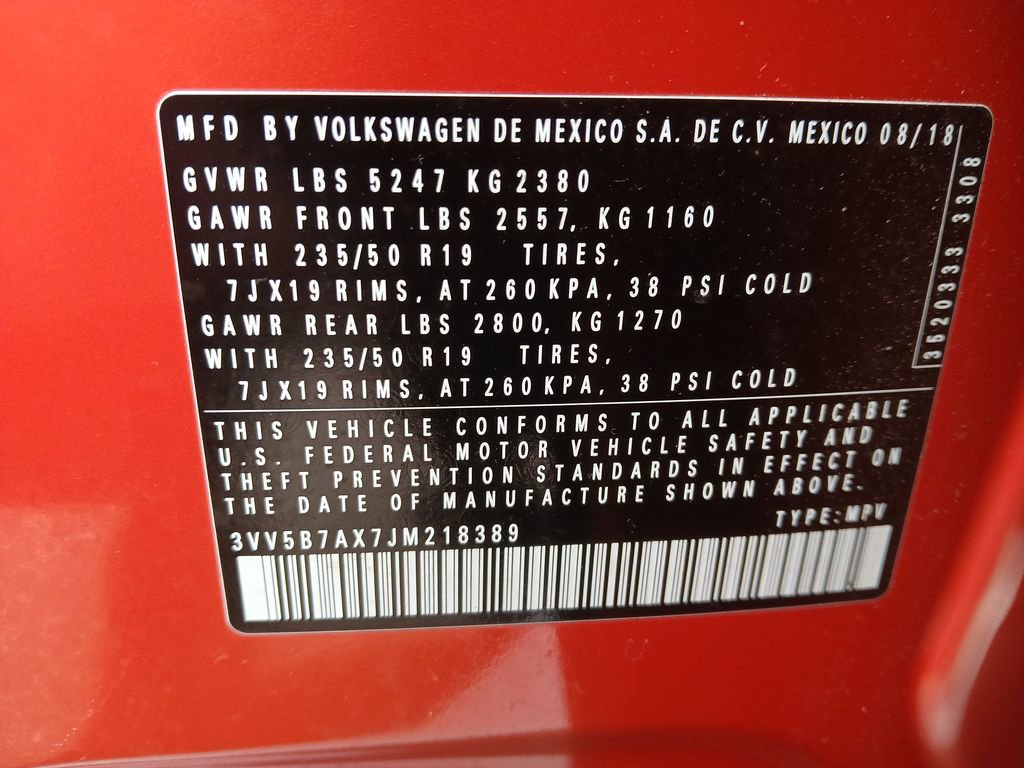 MFD BY VOLKSWAGEN DE MEXICO S.A. DE C.V. MEXICO 08/18
GVWR LBS 5247 KG 2380
GAWR FRONT LBS 2557, KG 1160
WITH 235/50 R19 TIRES,
7JX19 RIMS, AT 260 KPA, 38 PSI COLD
GAWR REAR LBS 2800, KG 1270
WITH 235/50 R19 TIRES,
7JX19 RIMS, AT 260 KPA, 38 PSI COLD
THIS VEHICLE CONFORMS TO ALL APPLICABLE
U.S. FEDERAL MOTOR VEHICLE SAFETY AND
THEFT PREVENTION STANDARDS IN EFFECT ON
THE DATE OF MANUFACTURE SHOWN ABOVE.
3VV5B7AX7JM218389 TYPE:MPV
3620333 3308